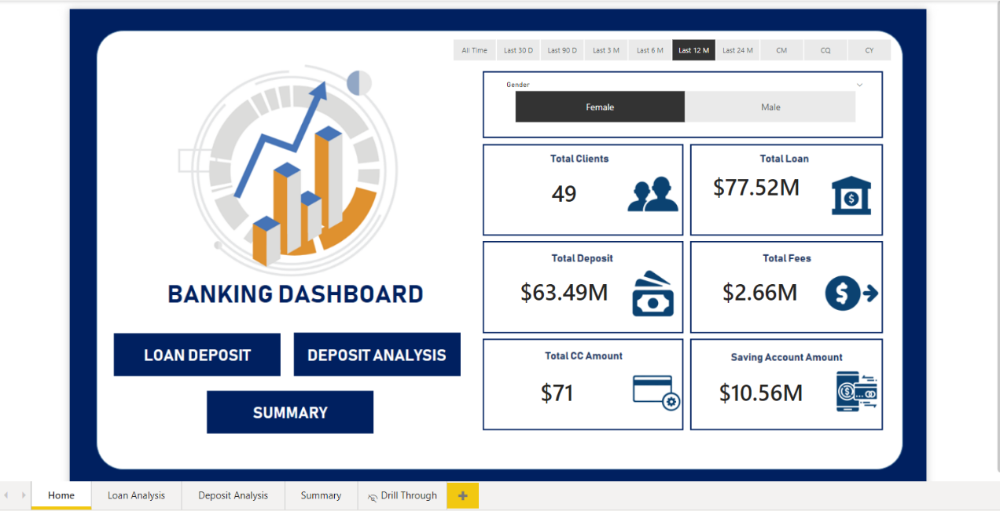 All Time Last 30 D Last 90 D Last 3 M Last 6 M Last 12 M Last 24 M CM CQ CY
Gender
Female Male
Total Clients
49
Total Loan
$77.52M
Total Deposit
$63.49M
Total Fees
$2.66M
Total CC Amount
$71
Saving Account Amount
$10.56M
BANKING DASHBOARD
LOAN DEPOSIT DEPOSIT ANALYSIS
SUMMARY
Home Loan Analysis Deposit Analysis Summary Drill Through +